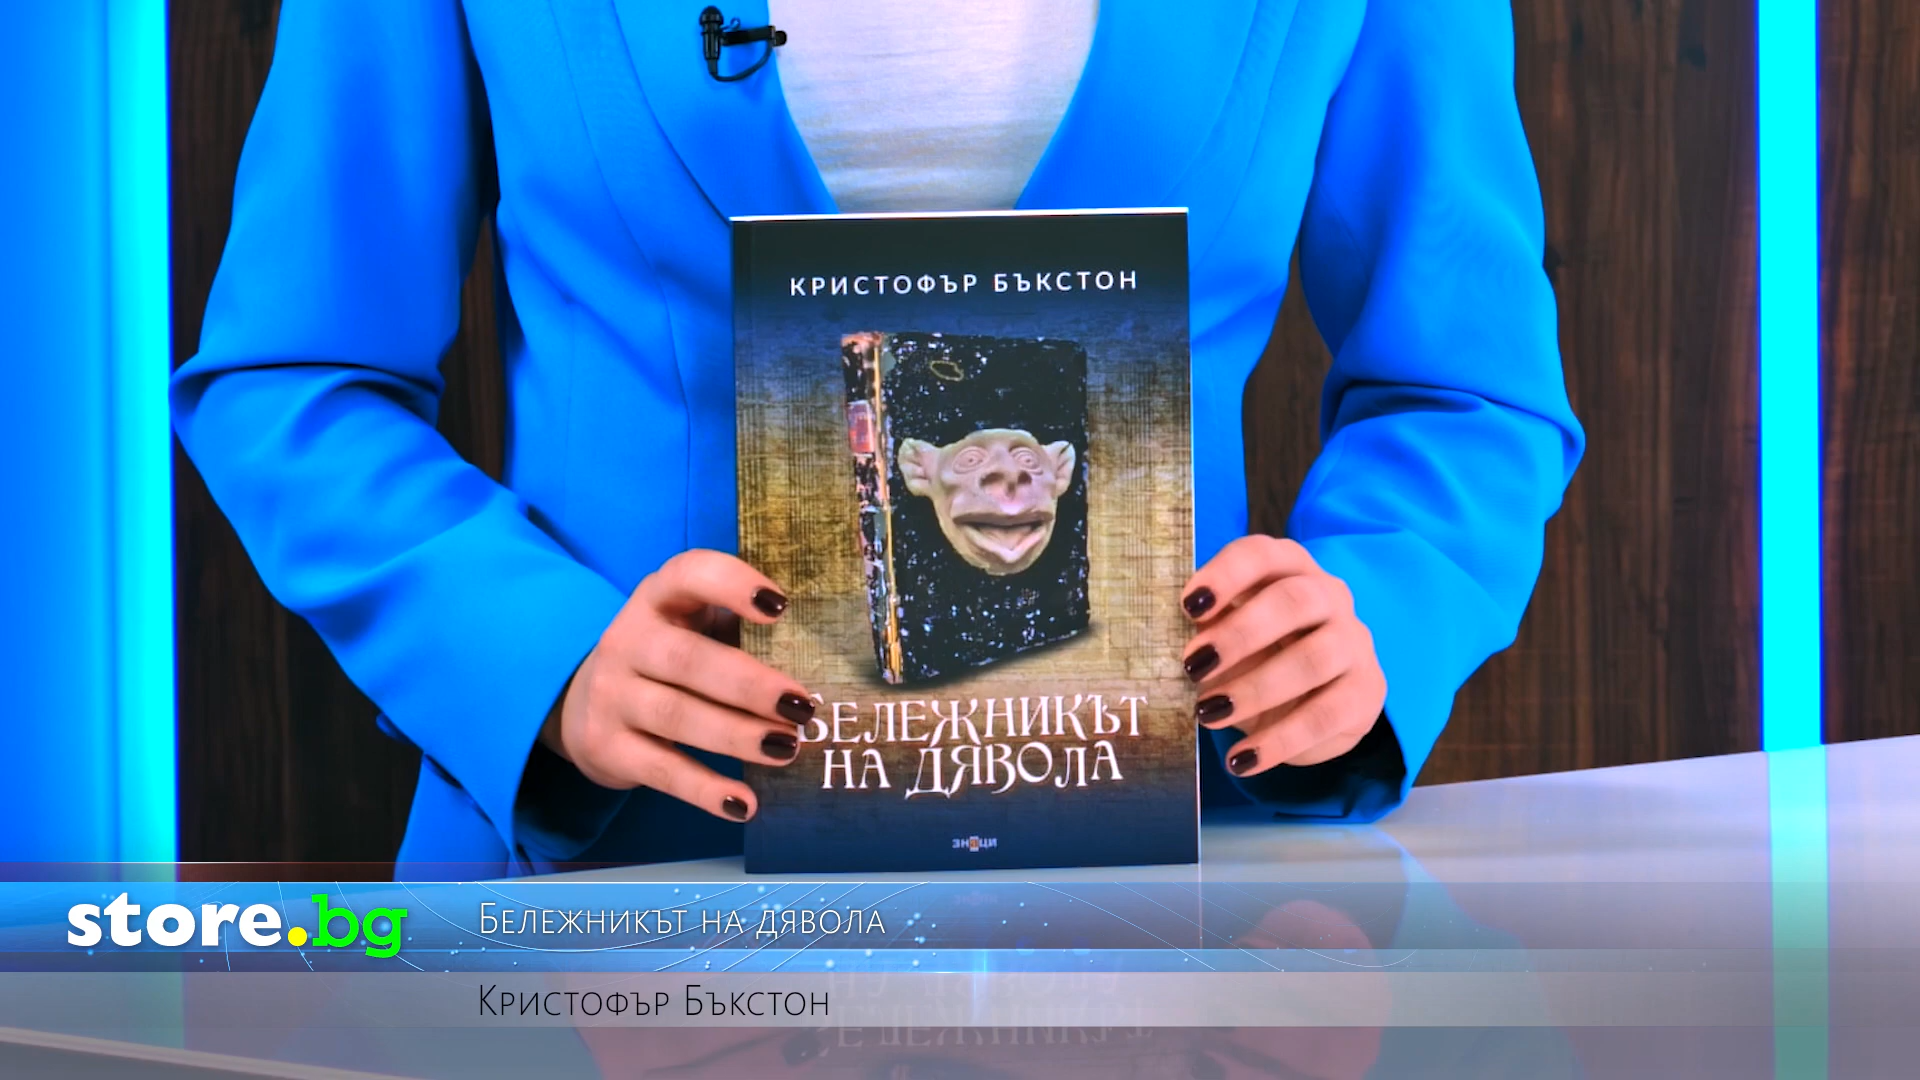 КРИСТОФЪР БЪКСТОН
БЕЛЕЖНИКЪТ
НА ДЯВОЛА
ЗНАЦИ
store.bg
БЕЛЕЖНИКЪТ НА ДЯВОЛА
КРИСТОФЪР БЪКСТОН